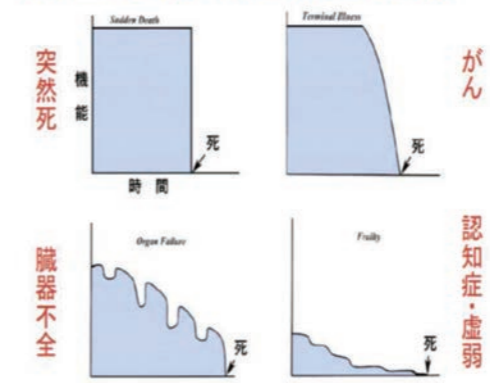 Sudden Death
突然死
機能
死
時間
Terminal Illness
がん
死
Organ Failure
臓器不全
死
Frailty
認知症・虚弱
死